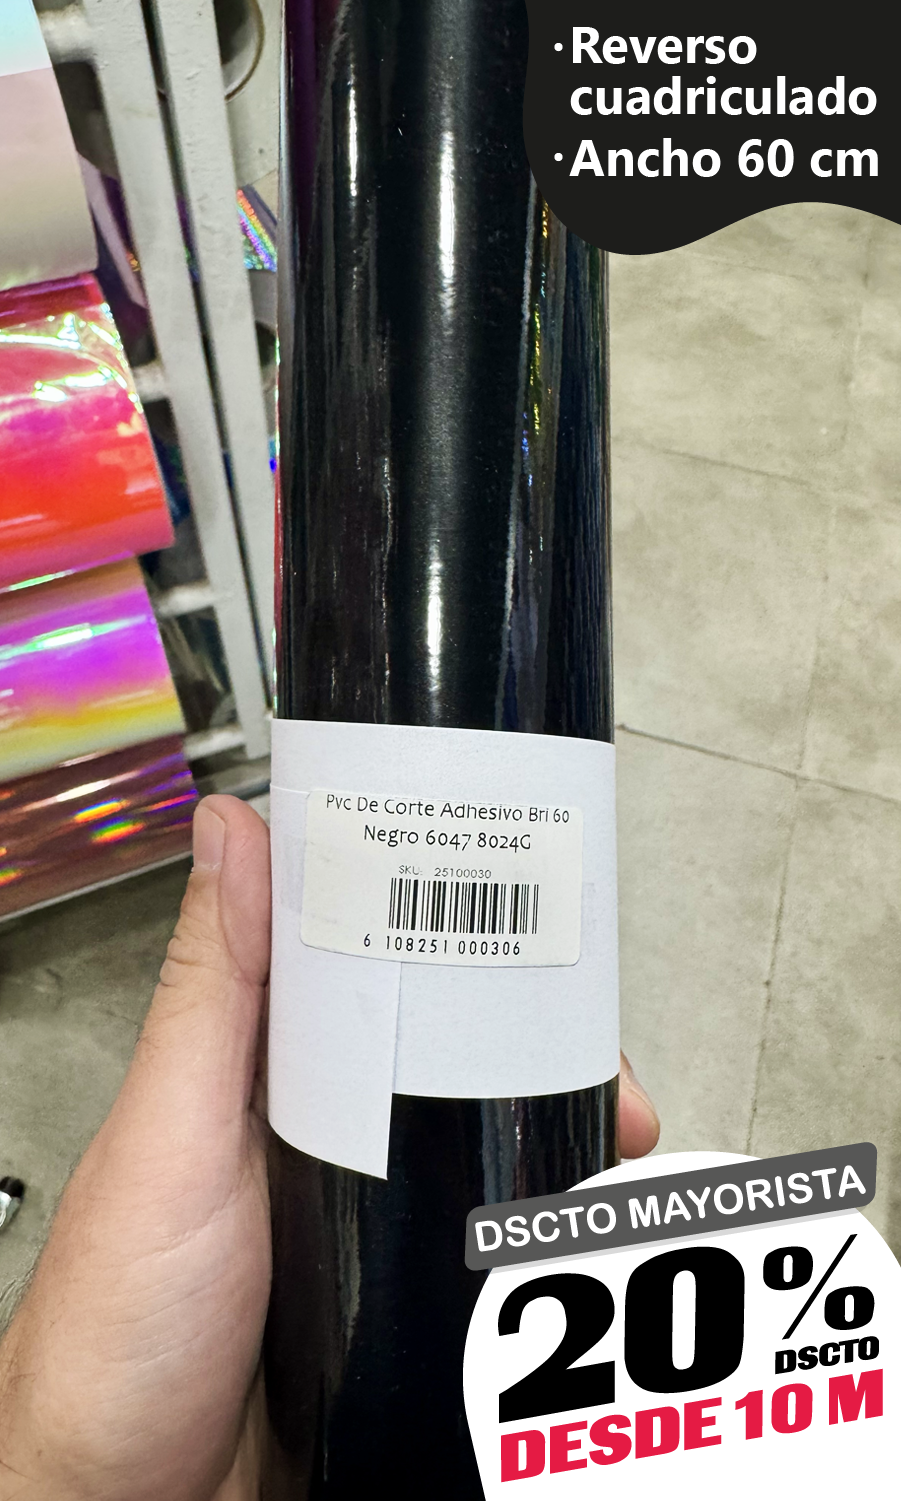 · Reverso
cuadriculado
· Ancho 60 cm
Pvc De Corte Adhesivo Bri 60
Negro 6047 8024G
SKU: 25100030
6 108251 000306
DSCTO MAYORISTA
20%
DSCTO
DESDE 10 M